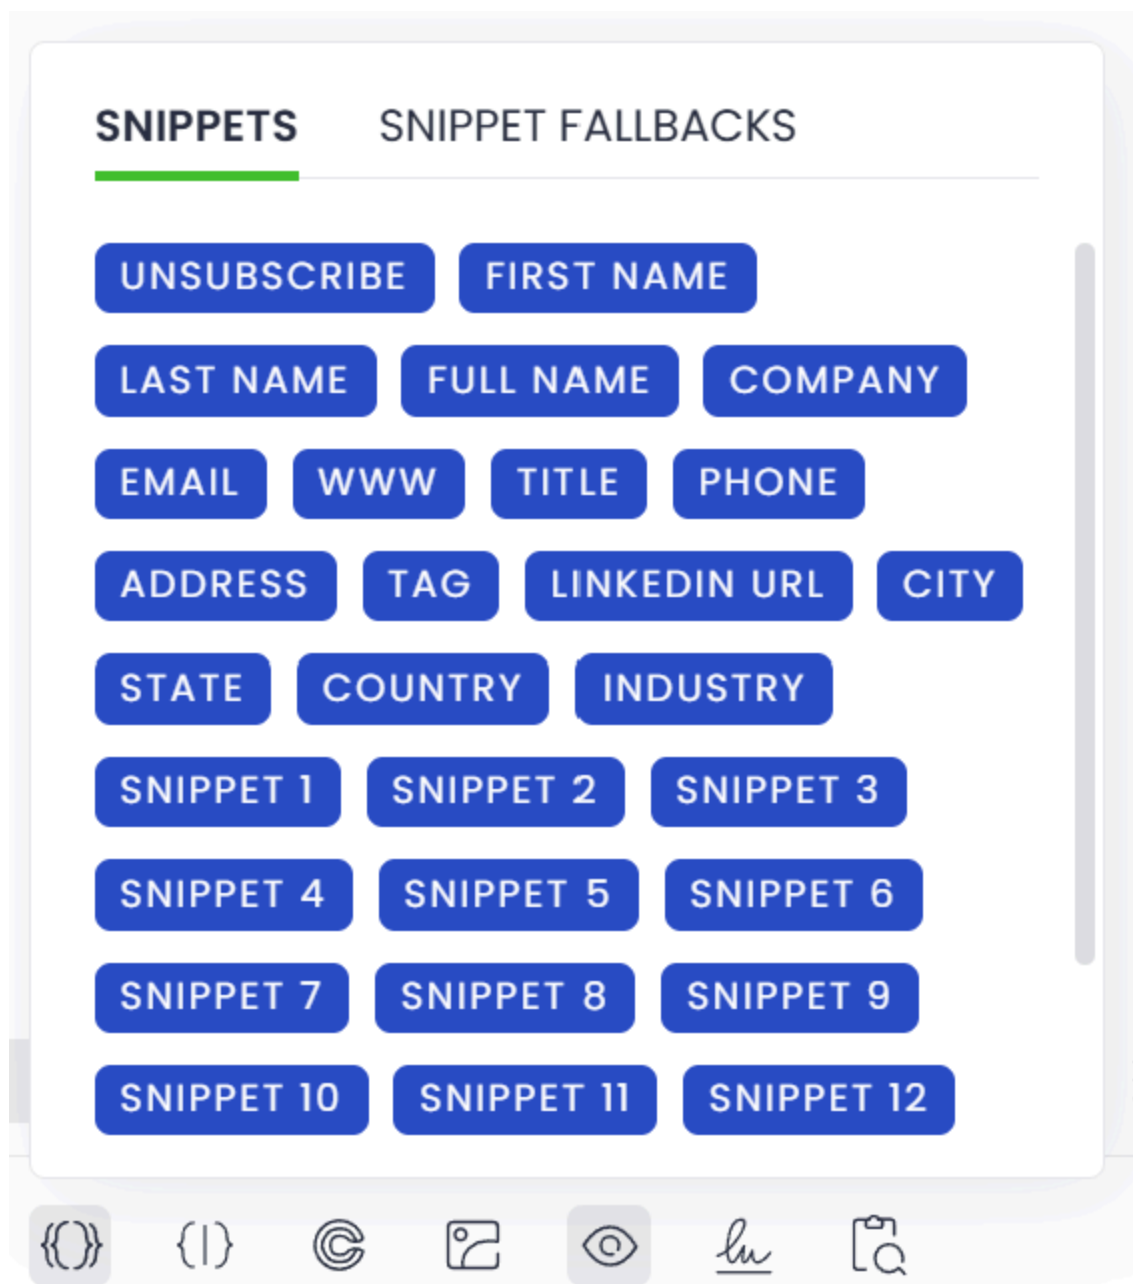 SNIPPETS SNIPPET FALLBACKS
UNSUBSCRIBE FIRST NAME
LAST NAME FULL NAME COMPANY
EMAIL WWW TITLE PHONE
ADDRESS TAG LINKEDIN URL CITY
STATE COUNTRY INDUSTRY
SNIPPET 1 SNIPPET 2 SNIPPET 3
SNIPPET 4 SNIPPET 5 SNIPPET 6
SNIPPET 7 SNIPPET 8 SNIPPET 9
SNIPPET 10 SNIPPET 11 SNIPPET 12